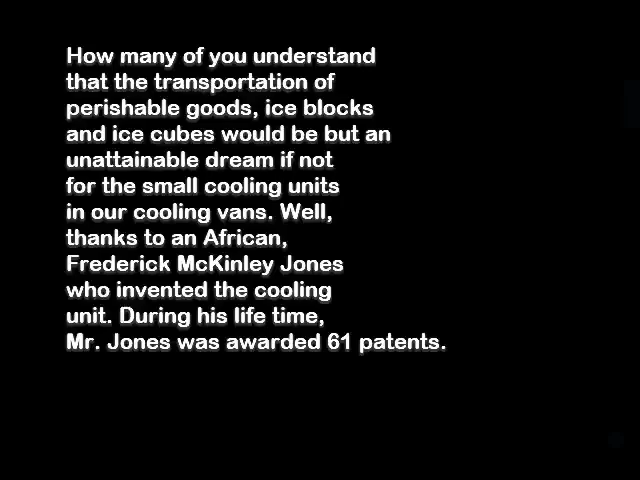 How many of you understand
that the transportation of
perishable goods, ice blocks
and ice cubes would be but an
unattainable dream if not
for the small cooling units
in our cooling vans. Well,
thanks to an African,
Frederick McKinley Jones
who invented the cooling
unit. During his life time,
Mr. Jones was awarded 61 patents.